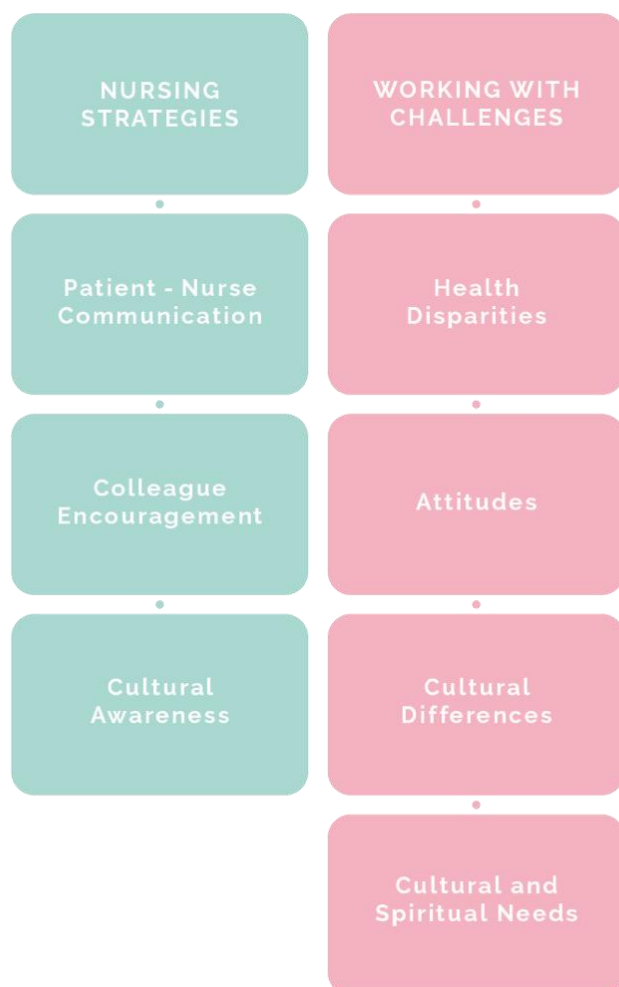 NURSING
STRATEGIES
Patient - Nurse
Communication
Colleague
Encouragement
Cultural
Awareness
WORKING WITH
CHALLENGES
Health
Disparities
Attitudes
Cultural
Differences
Cultural and
Spiritual Needs